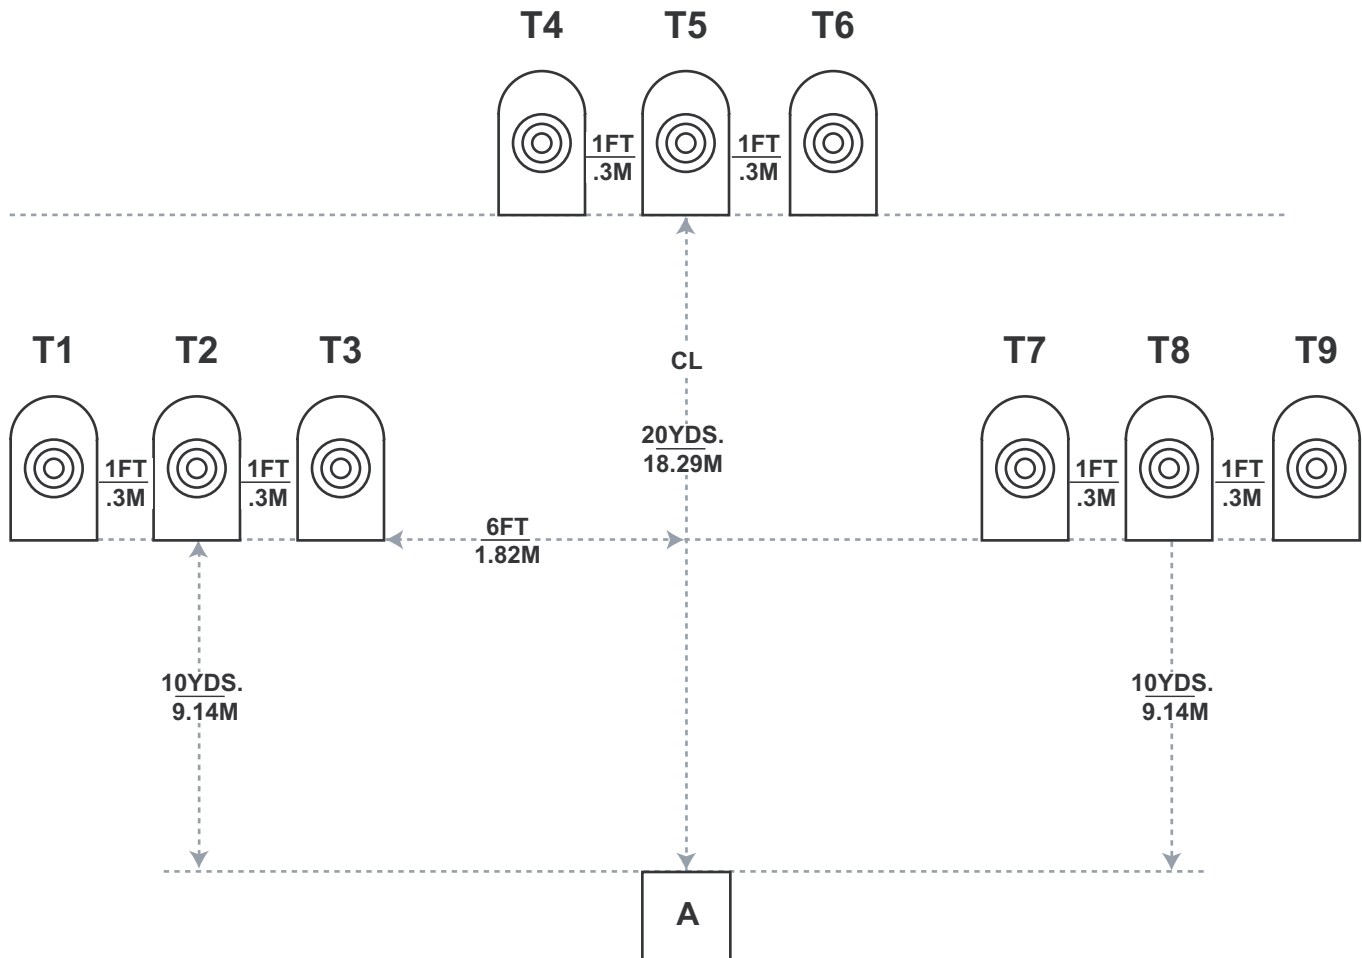 T4 T5 T6
1FT 1FT
.3M .3M
T1 T2 T3 T7 T8 T9
CL
20YDS.
18.29M
1FT 1FT 1FT 1FT
.3M .3M .3M .3M
6FT
1.82M
10YDS. 10YDS.
9.14M 9.14M
A